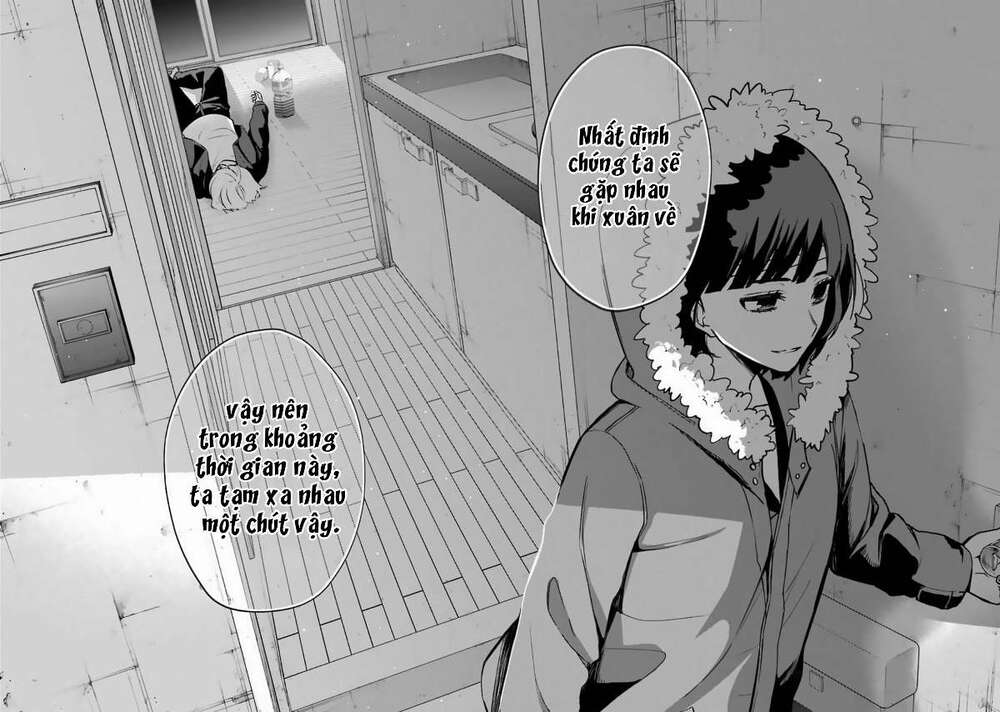 Nhất định
chúng ta sẽ
gặp nhau
khi xuân về
vậy nên
trong khoảng
thời gian này,
ta tạm xa nhau
một chút vậy.